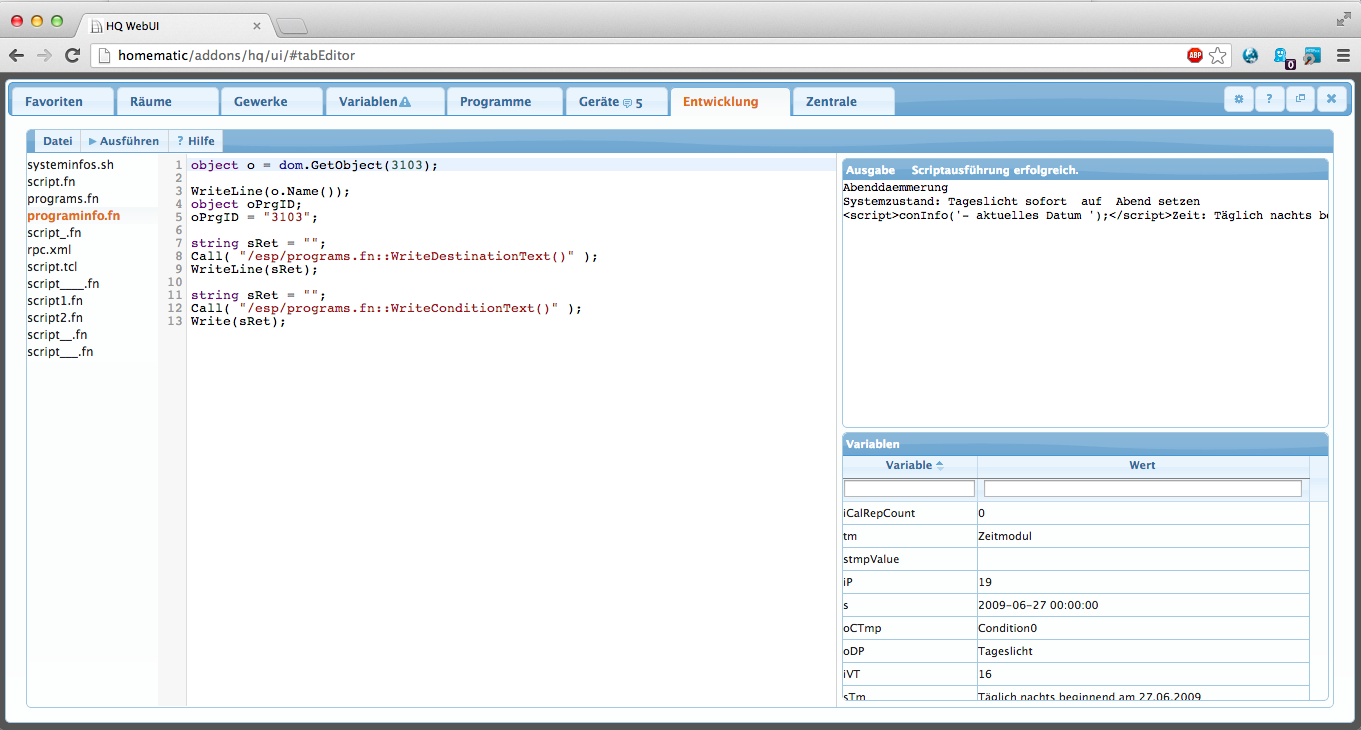 HQ WebUI
homematic/addons/hq/ui/#tabEditor
ABP
0
Favoriten
Räume
Gewerke
Variablen
Programme
Geräte 5
Entwicklung
Zentrale
?
Datei
Ausführen
? Hilfe
systeminfos.sh
script.fn
programs.fn
programinfo.fn
script_.fn
rpc.xml
script.tcl
script____.fn
script1.fn
script2.fn
script__.fn
script___.fn
1 object o = dom.GetObject(3103);
2
3 WriteLine(o.Name());
4 object oPrgID;
5 oPrgID = "3103";
6
7 string sRet = "";
8 Call( "/esp/programs.fn::WriteDestinationText()" );
9 WriteLine(sRet);
10
11 string sRet = "";
12 Call( "/esp/programs.fn::WriteConditionText()" );
13 Write(sRet);
Ausgabe Scriptausführung erfolgreich.
Abenddaemmerung
Systemzustand: Tageslicht sofort  auf  Abend setzen
<script>conInfo('- aktuelles Datum ');</script>Zeit: Täglich nachts be
Variablen
Variable Wert
iCalRepCount 0
tm Zeitmodul
stmpValue
iP 19
s 2009-06-27 00:00:00
oCTmp Condition0
oDP Tageslicht
iVT 16
sTm Täglich nachts beginnend am 27.06.2009